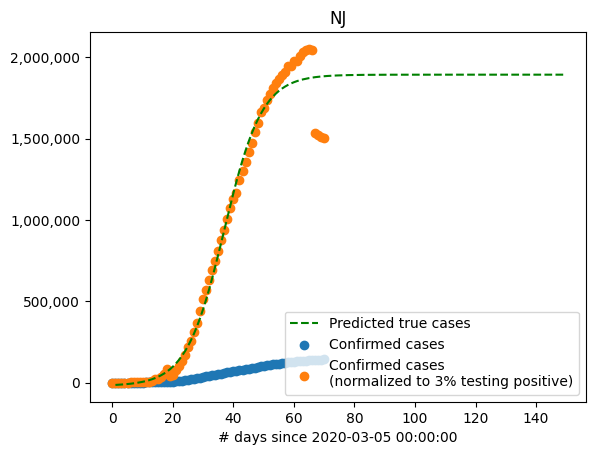 NJ
2,000,000
1,500,000
1,000,000
500,000
0
Predicted true cases
Confirmed cases
Confirmed cases
(normalized to 3% testing positive)
0 20 40 60 80 100 120 140
# days since 2020-03-05 00:00:00